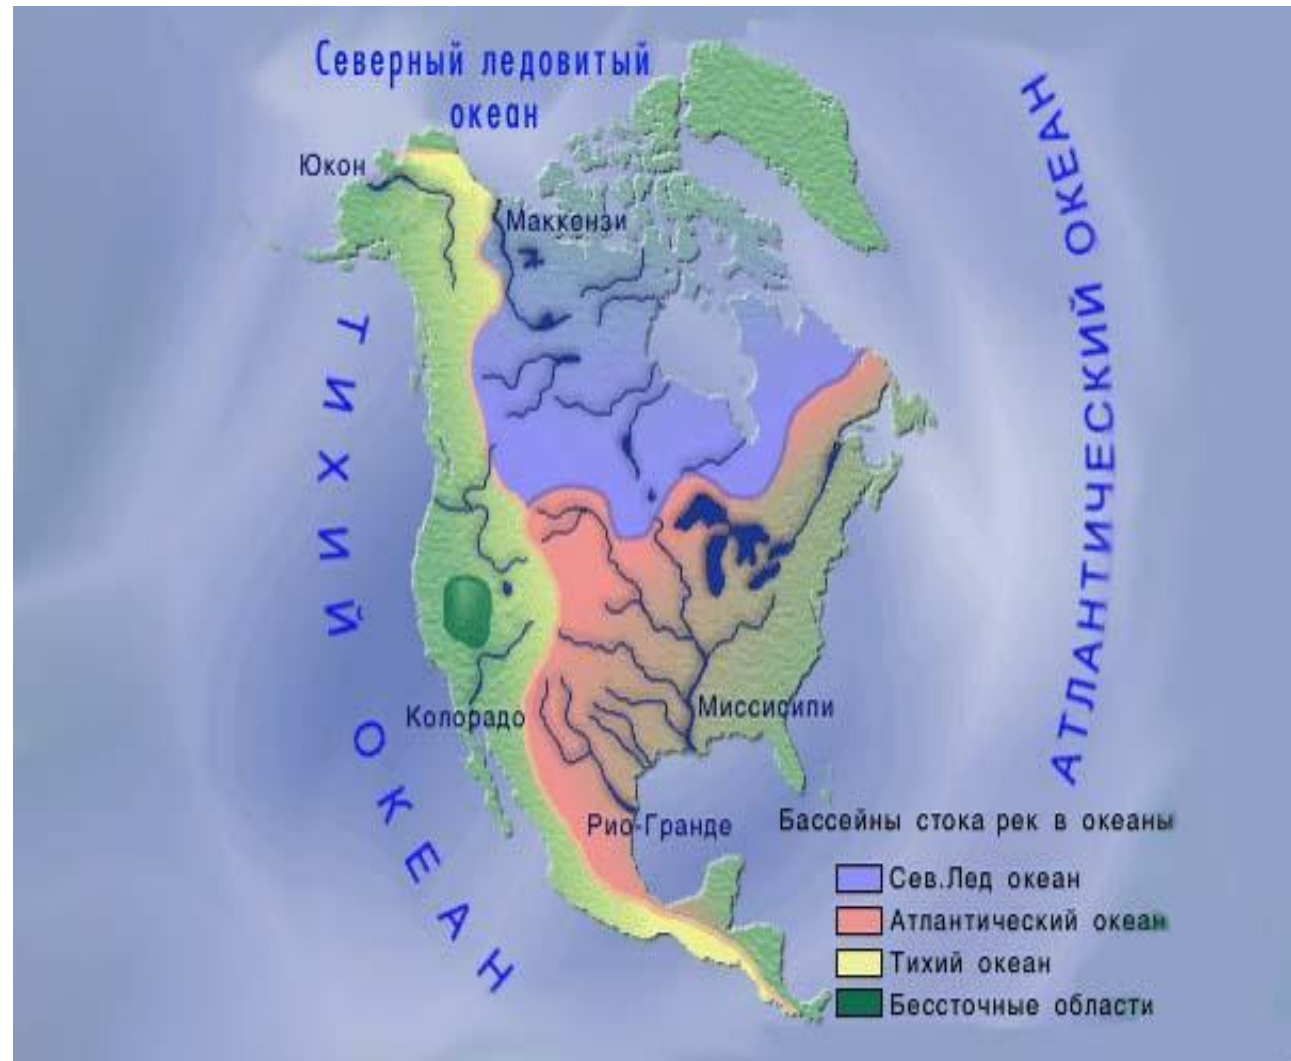 Северный ледовитый
океан
Юкон
Маккензи
ТИХИЙ ОКЕАН
АТЛАНТИЧЕСКИЙ ОКЕАН
Колорадо
Миссисипи
Рио-Гранде
Бассейны стока рек в океаны
Сев.Лед океан
Атлантический океан
Тихий океан
Бессточные области